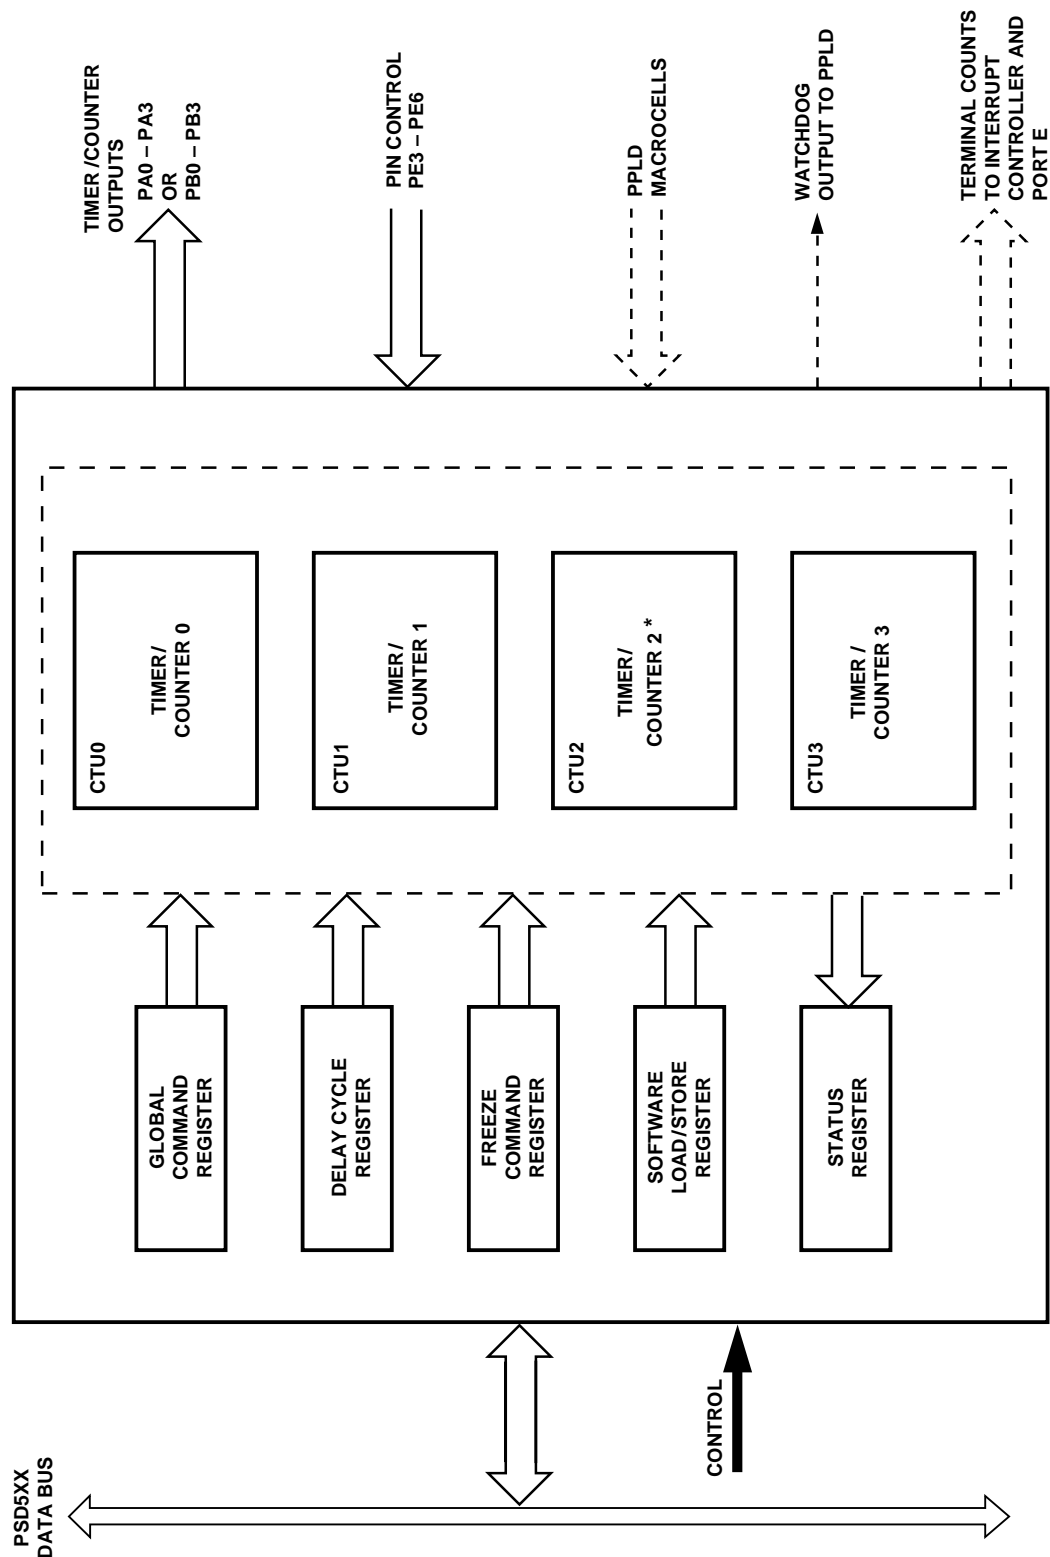 PSD5XX
DATA BUS
CONTROL
GLOBAL
COMMAND
REGISTER
DELAY CYCLE
REGISTER
FREEZE
COMMAND
REGISTER
SOFTWARE
LOAD/STORE
REGISTER
STATUS
REGISTER
CTU0
TIMER/
COUNTER 0
CTU1
TIMER/
COUNTER 1
CTU2
TIMER/
COUNTER 2 *
CTU3
TIMER /
COUNTER 3
TIMER /COUNTER
OUTPUTS
PA0 – PA3
OR
PB0 – PB3
PIN CONTROL
PE3 – PE6
PPLD
MACROCELLS
WATCHDOG
OUTPUT TO PPLD
TERMINAL COUNTS
TO INTERRUPT
CONTROLLER AND
PORT E